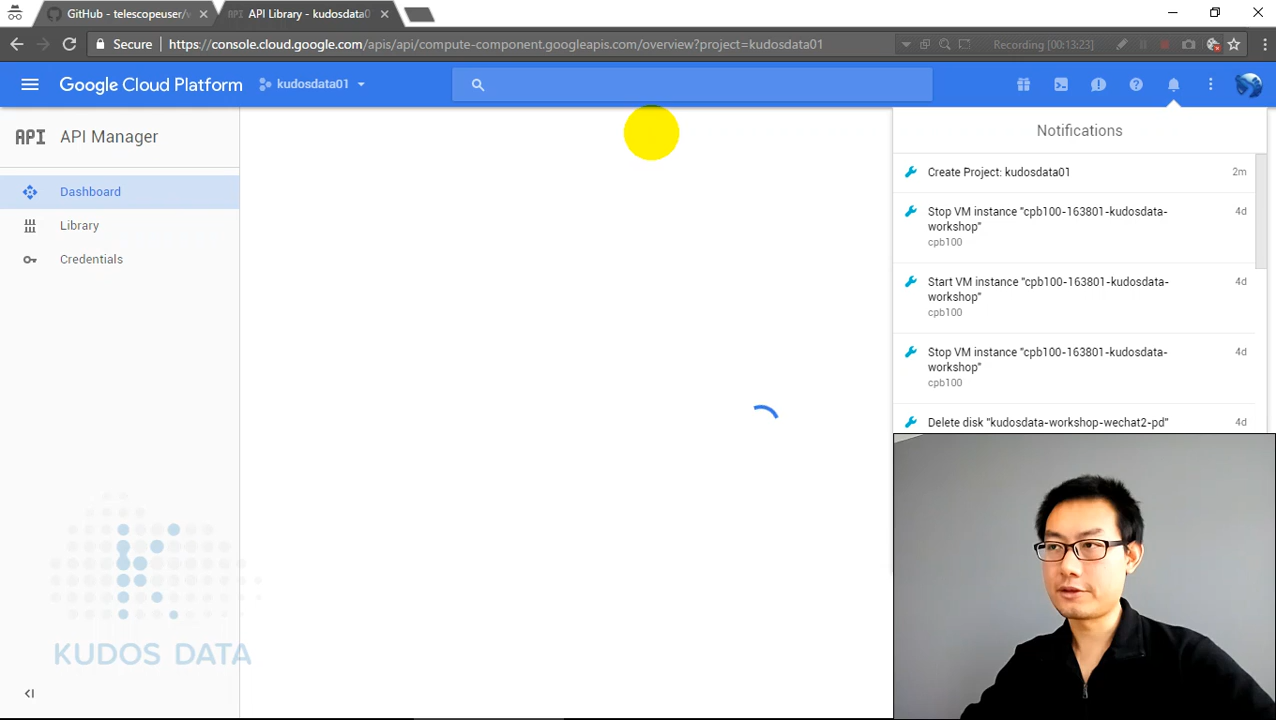 GitHub - telescopeuser/
API Library - kudosdata0
Secure
https://console.cloud.google.com/apis/api/compute-component.googleapis.com/overview?project=kudosdata01
Recording [00:13:23]
Google Cloud Platform
kudosdata01
API
API Manager
Dashboard
Library
Credentials
Notifications
Create Project: kudosdata01
2m
Stop VM instance "cpb100-163801-kudosdata-
workshop"
4d
cpb100
Start VM instance "cpb100-163801-kudosdata-
workshop"
4d
cpb100
Stop VM instance "cpb100-163801-kudosdata-
workshop"
4d
cpb100
Delete disk "kudosdata-workshop-wechat2-pd"
4d
KUDOS DATA